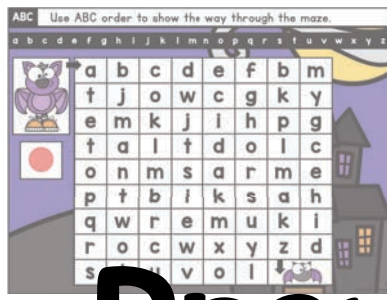 ABC Use ABC order to show the way through the maze.
a b c d e f g h i j k l m n o p q r s t u v w x y z
a b c d e f b m
t j o w c g k y
e m k j i h p g
t a l t d o l c
o n m s a r m e
p t b i k s a h
q w r e m u k i
r o c w x y z d
s t u v o l